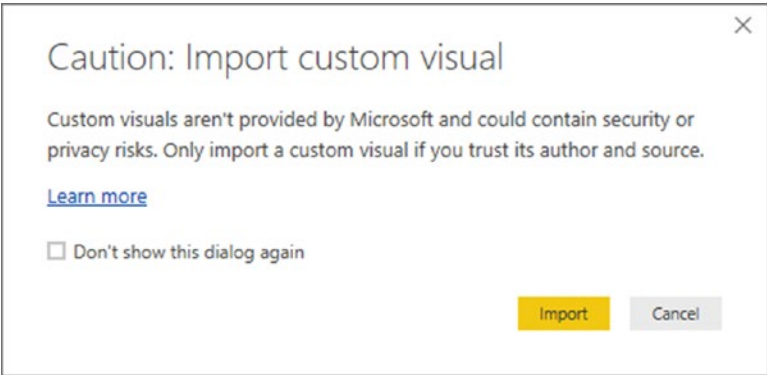 Caution: Import custom visual
Custom visuals aren't provided by Microsoft and could contain security or
privacy risks. Only import a custom visual if you trust its author and source.
Learn more
Don't show this dialog again
Import Cancel